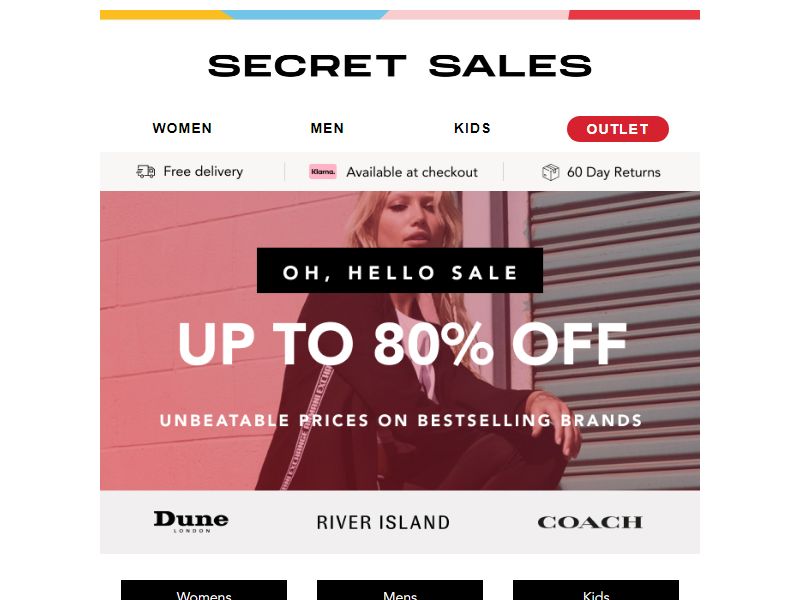 SECRET SALES
WOMEN MEN KIDS OUTLET
Free delivery Klarna. Available at checkout 60 Day Returns
OH, HELLO SALE
UP TO 80% OFF
UNBEATABLE PRICES ON BESTSELLING BRANDS
Dune RIVER ISLAND COACH
LONDON
Womens Mens Kids